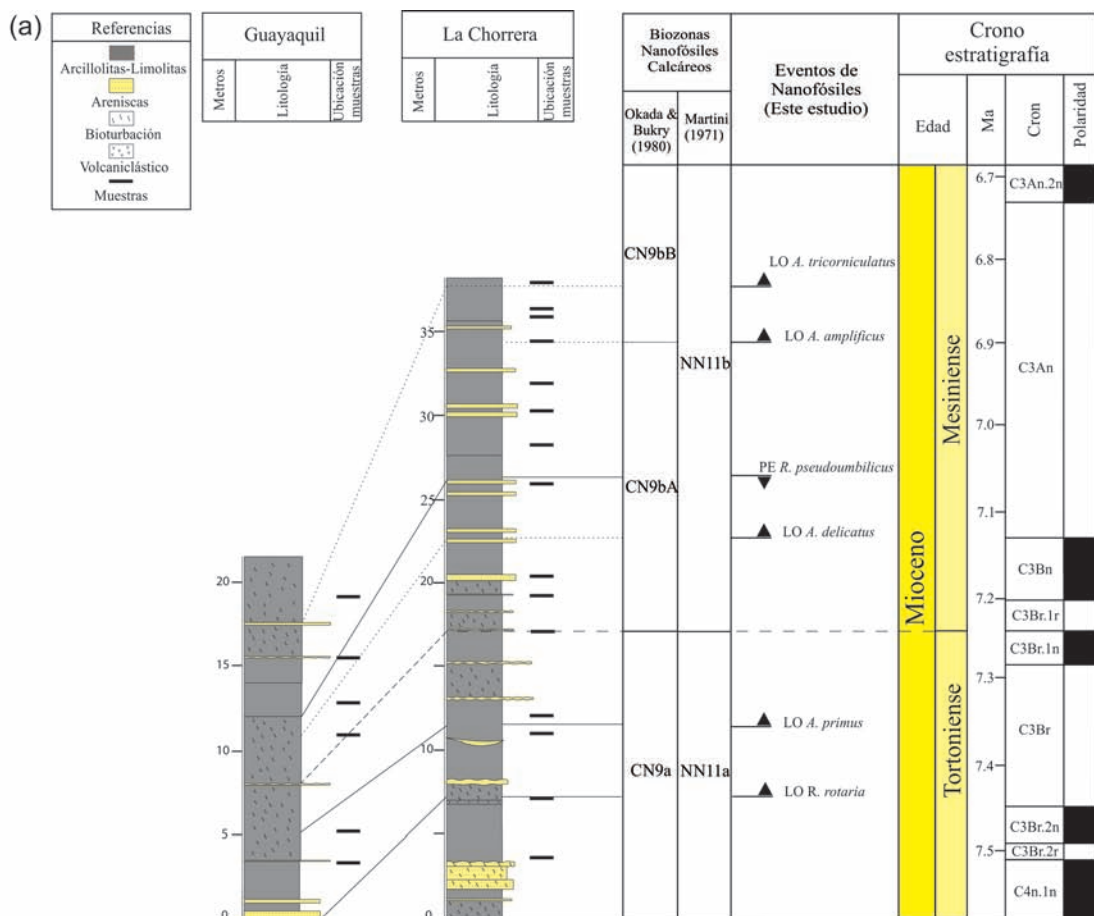 (a)
Referencias
Arcillolitas-Limolitas
Areniscas
Bioturbación
Volcaniclástico
Muestras
Guayaquil
Metros
Litología
Ubicación
muestras
20
15
10
5
0
La Chorrera
Metros
Litología
Ubicación
muestras
35
30
25
20
10
0
Biozonas
Nanofósiles
Calcáreos
Okada &
Bukry
(1980)
Martini
(1971)
CN9bB
CN9bA
CN9a
NN11b
NN11a
Eventos de
Nanofósiles
(Este estudio)
LO A. tricorniculatus
LO A. amplificus
PE R. pseudoumbilicus
LO A. delicatus
LO A. primus
LO R. rotaria
Crono
estratigrafía
Edad
Ma
Cron
Polaridad
Mioceno
Mesiniense
Tortoniense
6.7
6.8
6.9
7.0
7.1
7.2
7.3
7.4
7.5
C3An.2n
C3An
C3Bn
C3Br.1r
C3Br.1n
C3Br
C3Br.2n
C3Br.2r
C4n.1n